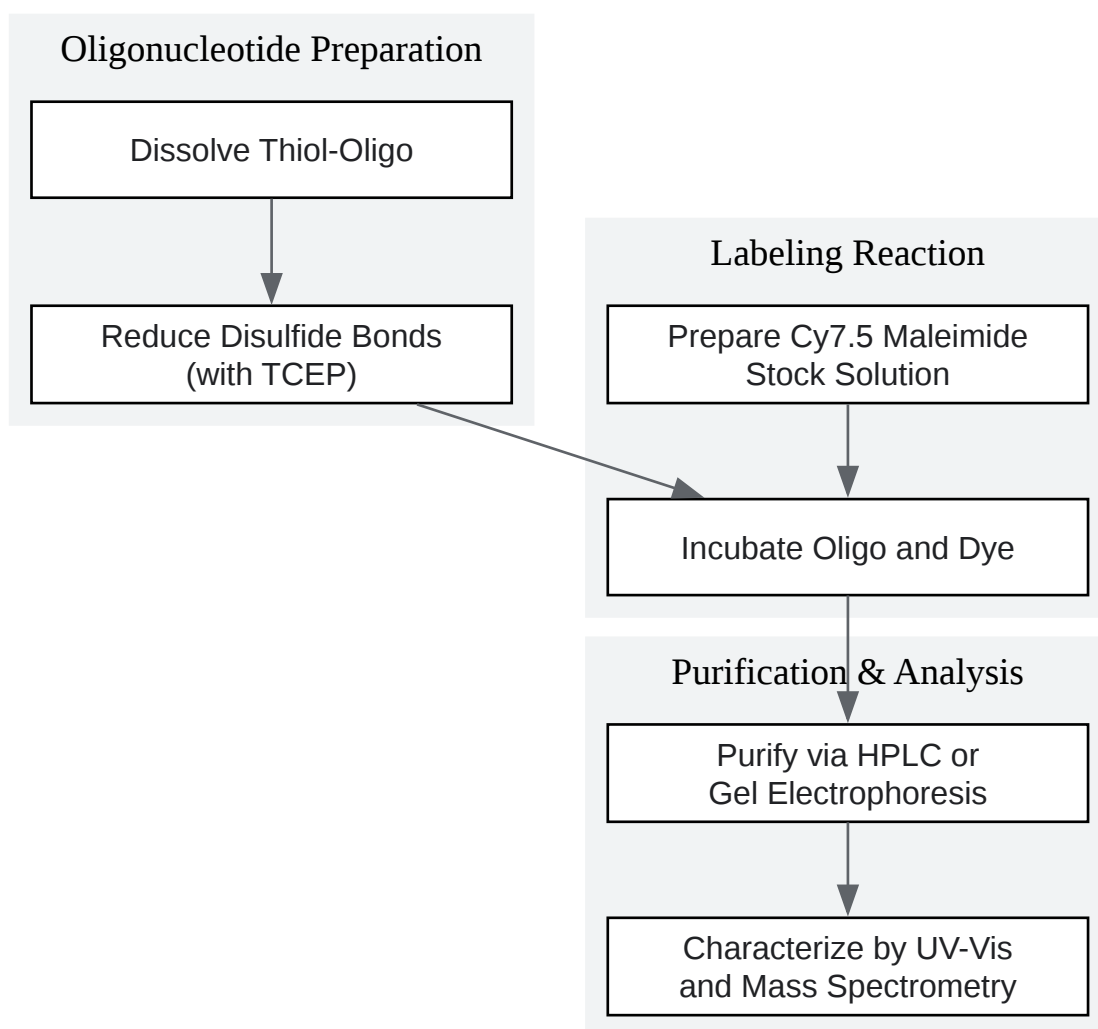 Oligonucleotide Preparation
Dissolve Thiol-Oligo
Reduce Disulfide Bonds
(with TCEP)
Labeling Reaction
Prepare Cy7.5 Maleimide
Stock Solution
Incubate Oligo and Dye
Purification & Analysis
Purify via HPLC or
Gel Electrophoresis
Characterize by UV-Vis
and Mass Spectrometry